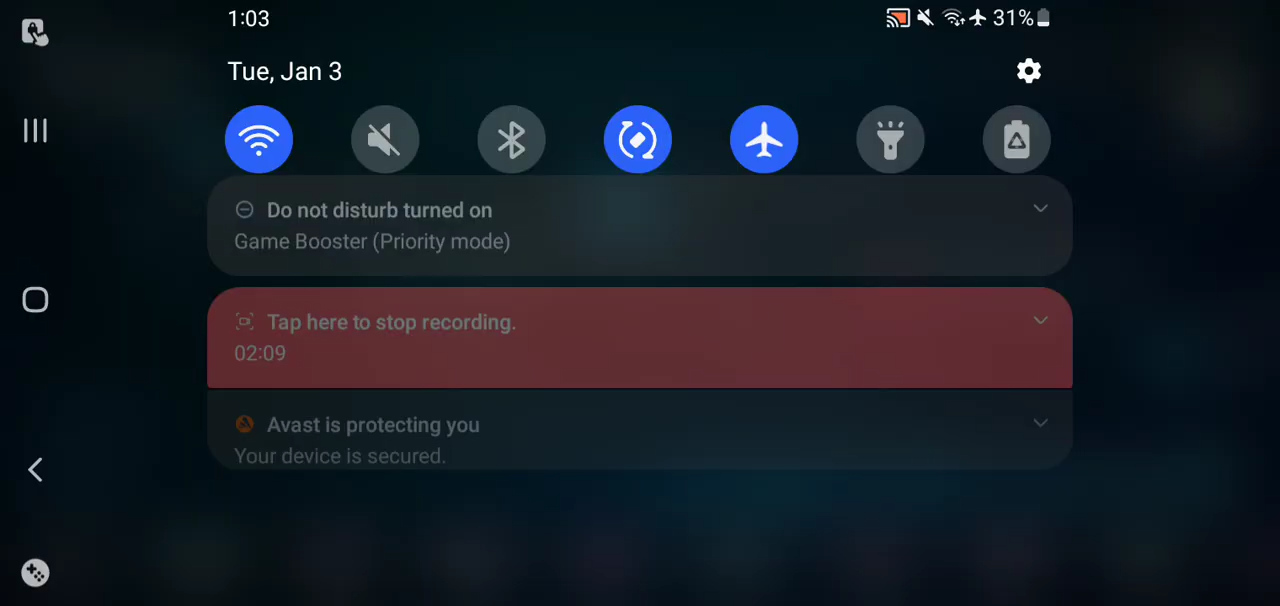 1:03
31%
Tue, Jan 3
Do not disturb turned on
Game Booster (Priority mode)
Tap here to stop recording.
02:09
Avast is protecting you
Your device is secured.